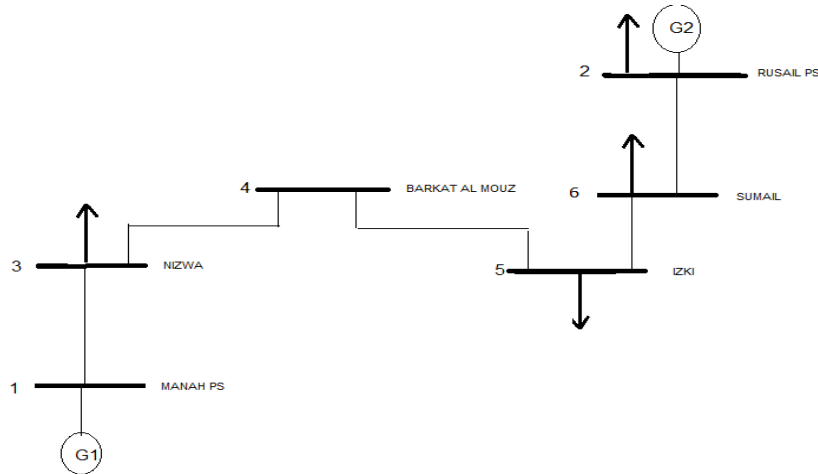 G2
2
RUSAIL PS
4
BARKAT AL MOUZ
6
SUMAIL
3
NIZWA
5
IZKI
1
MANAH PS
G1